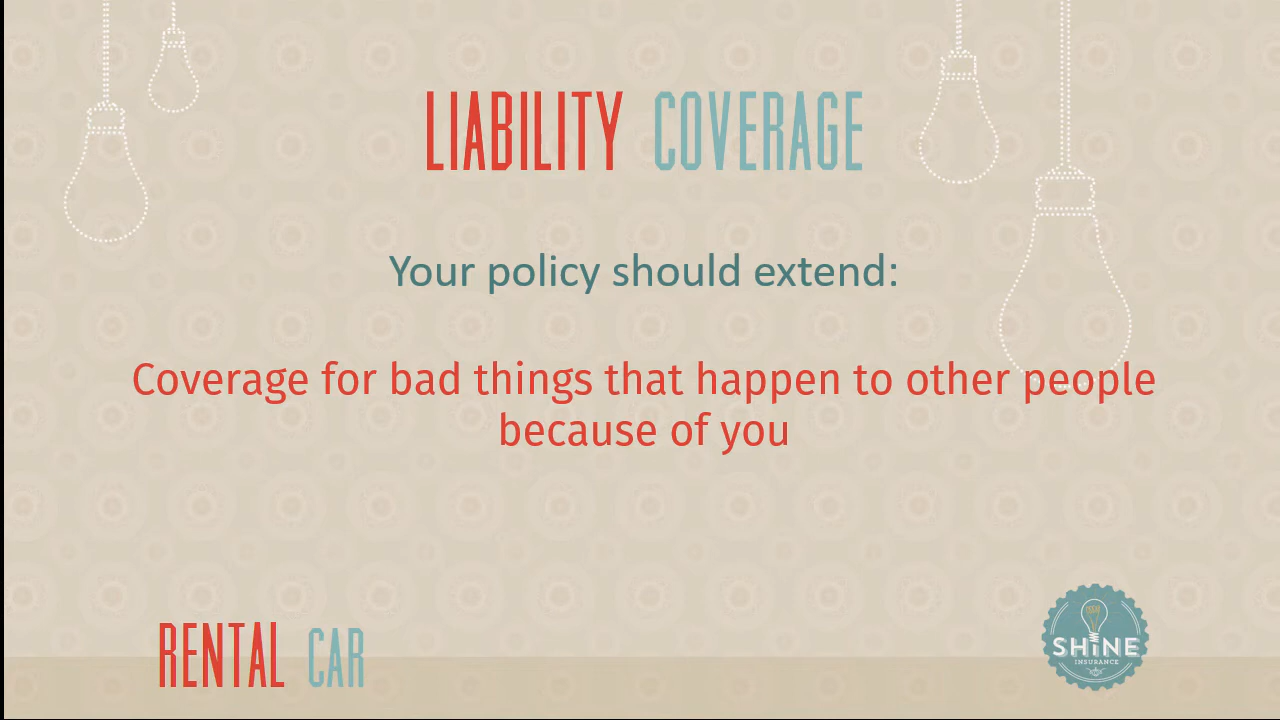 LIABILITY COVERAGE
Your policy should extend:
Coverage for bad things that happen to other people
because of you
RENTAL CAR
SHINE
INSURANCE